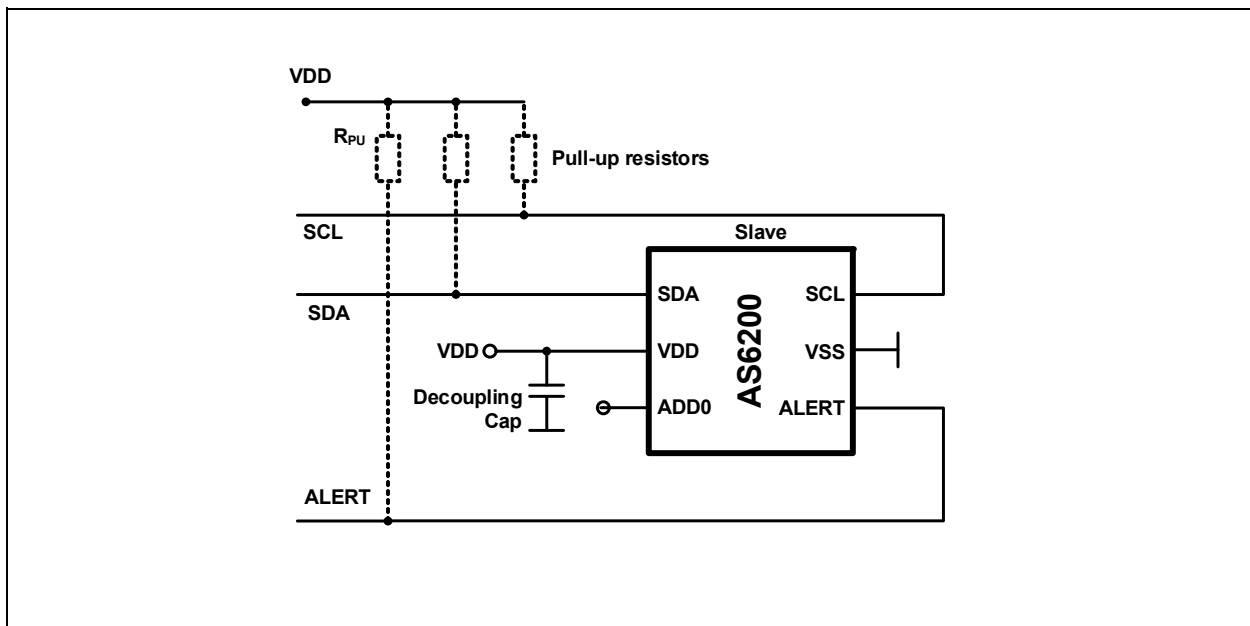 VDD
RPU
Pull-up resistors
SCL
Slave
SDA
SDA
SCL
VDD
VDD
VSS
Decoupling
Cap
ADD0
ALERT
AS6200
ALERT